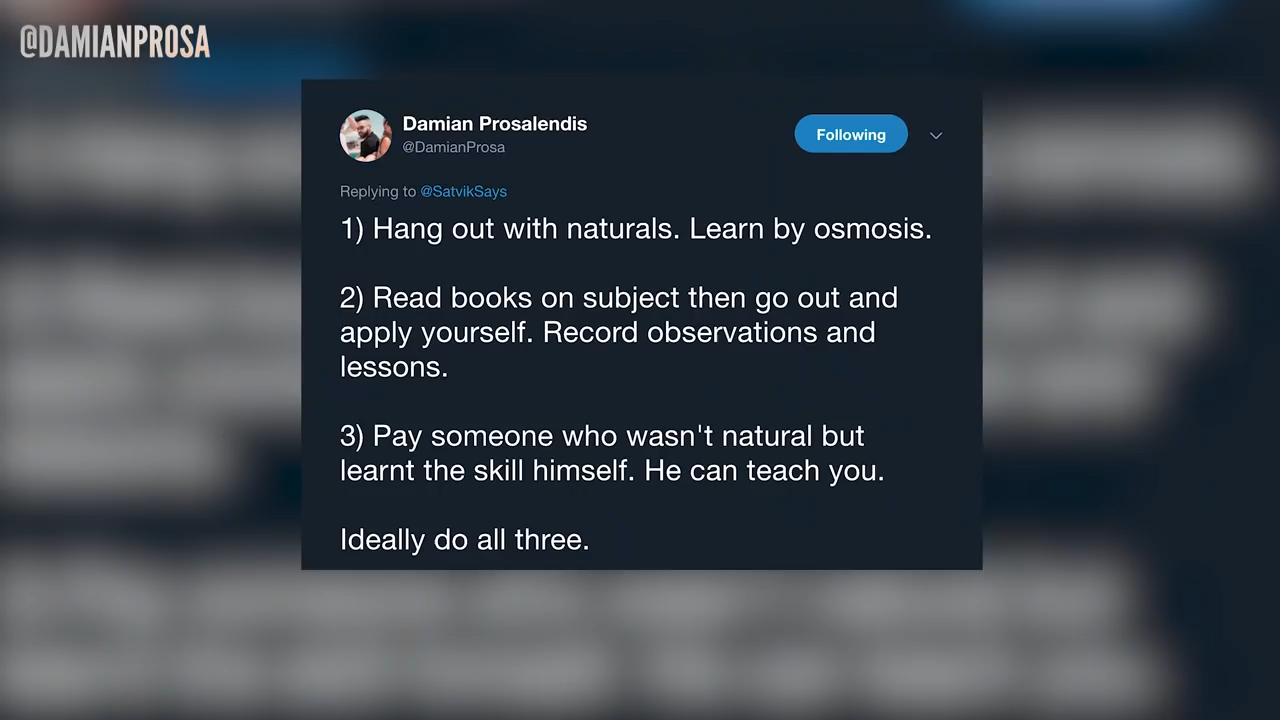 @DAMIANPROSA
Damian Prosalendis
@DamianProsa
Following
Replying to @SatvikSays
1) Hang out with naturals. Learn by osmosis.
2) Read books on subject then go out and
apply yourself. Record observations and
lessons.
3) Pay someone who wasn't natural but
learnt the skill himself. He can teach you.
Ideally do all three.